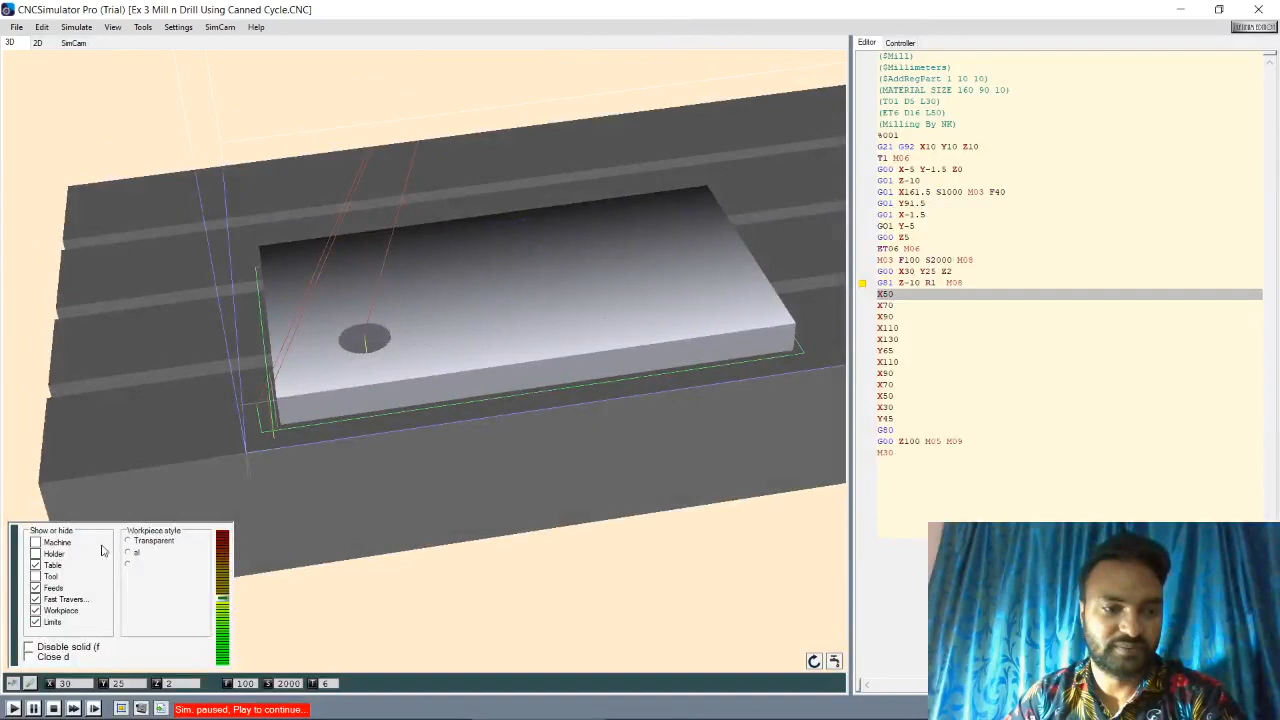 CNCSimulator Pro (Trial) [Ex 3 Mill n Drill Using Canned Cycle.CNC]
File Edit Simulate View Tools Settings SimCam Help
3D 2D SimCam
Editor Controller
($Mill)
($Millimeters)
($AddRegPart 1 10 10)
(MATERIAL SIZE 160 90 10)
(T01 D5 L30)
(ET6 D16 L50)
(Milling By NK)
%001
G21 G92 X10 Y10 Z10
T1 M06
G00 X-5 Y-1.5 Z0
G01 Z-10
G01 X161.5 S1000 M03 F40
G01 Y91.5
G01 X-1.5
GO1 Y-5
G00 Z5
ET06 M06
M03 F100 S2000 M08
G00 X30 Y25 Z2
G81 Z-10 R1 M08
X50
X70
X90
X110
X130
Y65
X110
X90
X70
X50
X30
Y45
G80
G00 Z100 M05 M09
M30
Show or hide
Machine
Holder
Table
Tool
Feeds
Fast Travers...
Workpiece
Limits
Workpiece style
Transparent
al
Disable solid (f
Close d
X 30 Y 25 Z 2 F 100 S 2000 T 6
Sim. paused, Play to continue...